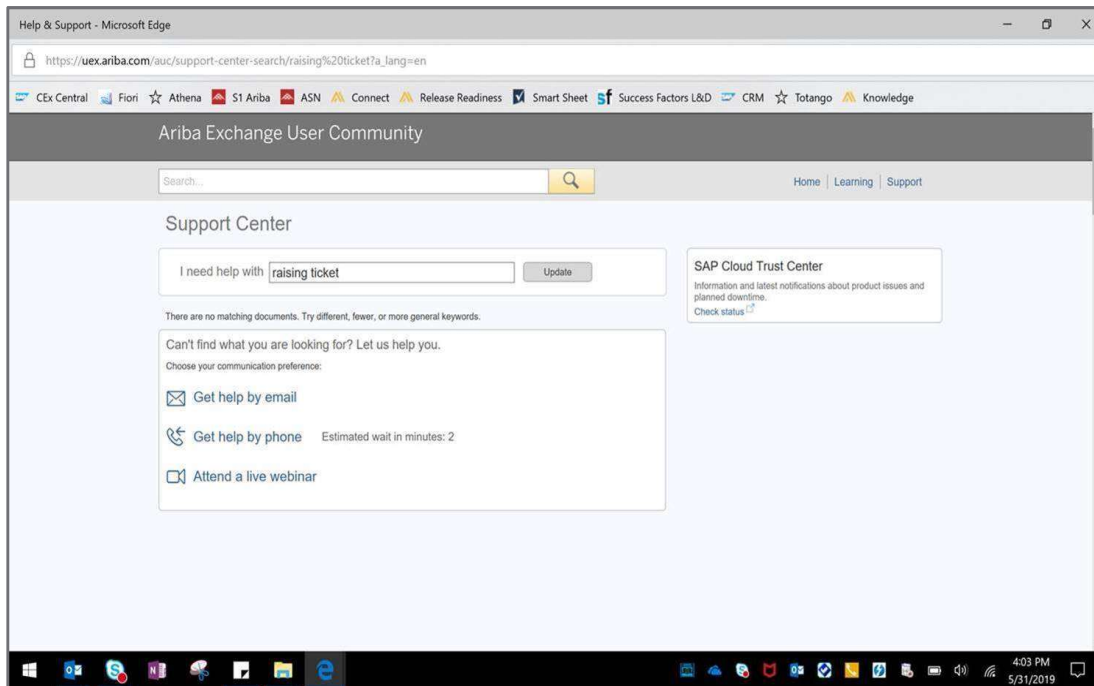 Help & Support - Microsoft Edge
https://uex.ariba.com/auc/support-center-search/raising%20ticket?a_lang=en
CEx Central Fiori Athena S1 Ariba ASN Connect Release Readiness Smart Sheet Success Factors L&D CRM Totango Knowledge
Ariba Exchange User Community
Search...
Home | Learning | Support
Support Center
I need help with raising ticket Update
There are no matching documents. Try different, fewer, or more general keywords.
Can't find what you are looking for? Let us help you.
Choose your communication preference:
Get help by email
Get help by phone Estimated wait in minutes: 2
Attend a live webinar
SAP Cloud Trust Center
Information and latest notifications about product issues and
planned downtime.
Check status
4:03 PM
5/31/2019